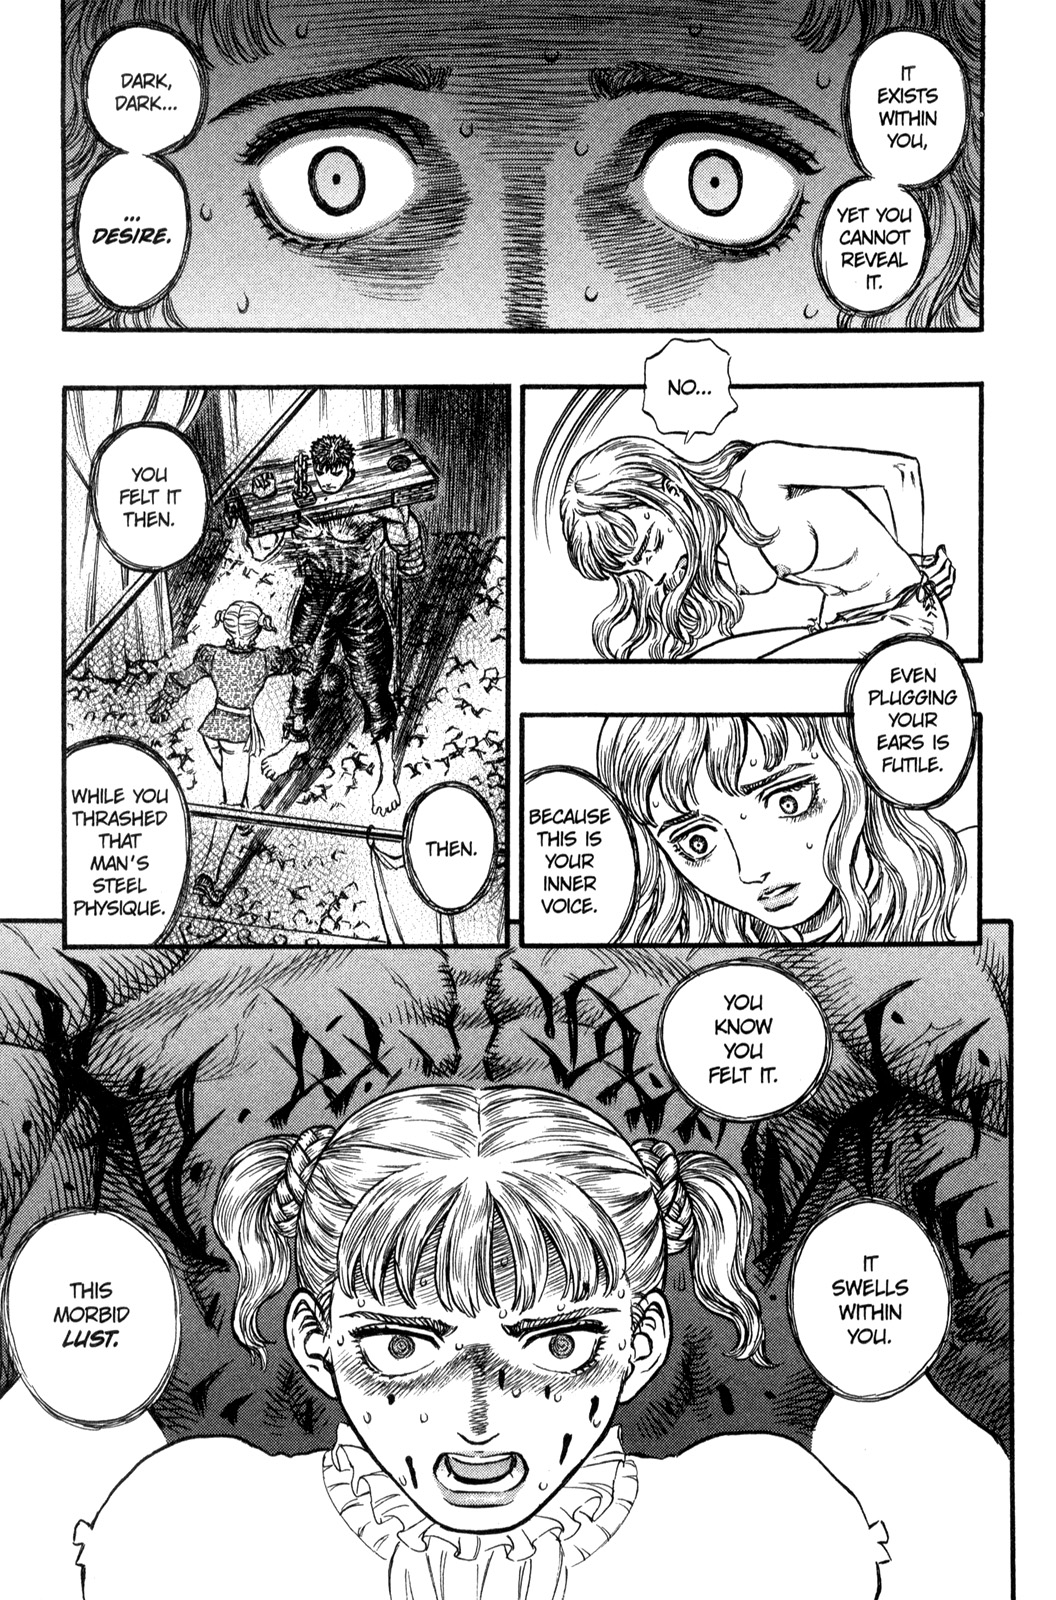 IT
EXISTS
WITHIN
YOU,
YET YOU
CANNOT
REVEAL
IT.
DARK,
DARK...
...
DESIRE.
NO...
EVEN
PLUGGING
YOUR
EARS IS
FUTILE.
BECAUSE
THIS IS
YOUR
INNER
VOICE.
YOU
FELT IT
THEN.
THEN.
WHILE YOU
THRASHED
THAT
MAN'S
STEEL
PHYSIQUE.
YOU
KNOW
YOU
FELT IT.
IT
SWELLS
WITHIN
YOU.
THIS
MORBID
LUST.